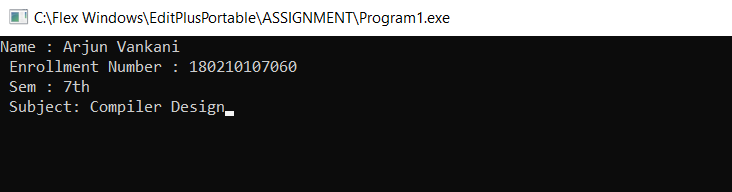 C:\Flex Windows\EditPlusPortable\ASSIGNMENT\Program1.exe
Name : Arjun Vankani
Enrollment Number : 180210107060
Sem : 7th
Subject: Compiler Design